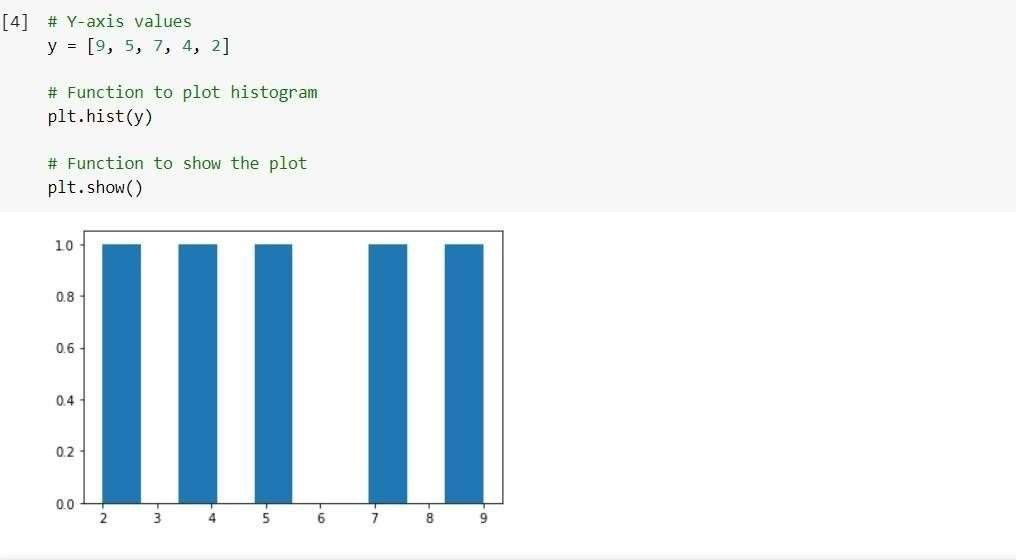 [4] # Y-axis values
y = [9, 5, 7, 4, 2]
# Function to plot histogram
plt.hist(y)
# Function to show the plot
plt.show()
1.0
0.8
0.6
0.4
0.2
0.0
2 3 4 5 6 7 8 9